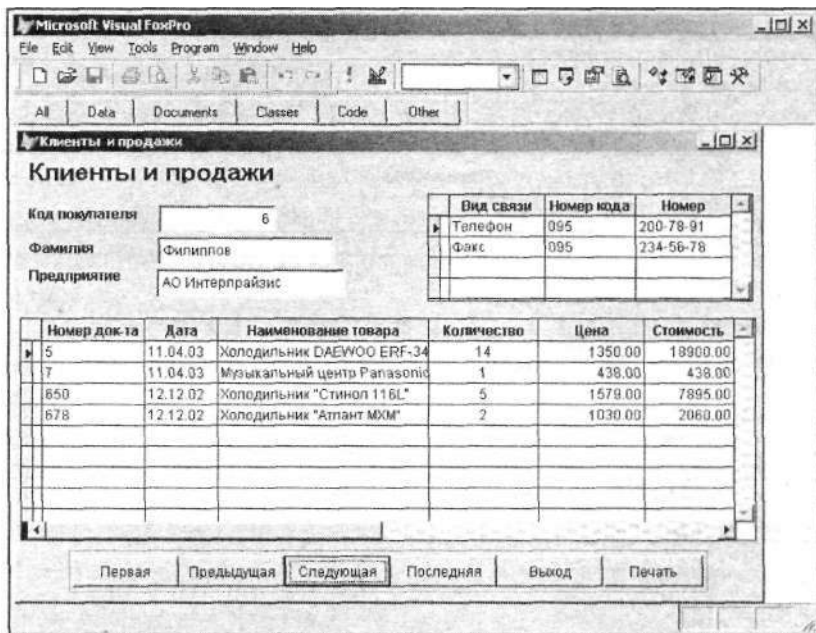 Microsoft Visual FoxPro
File Edit View Tools Program Window Help
All Data Documents Classes Code Other
Клиенты и продажи
Клиенты и продажи
Код покупателя 6
Фамилия Филиппов
Предприятие АО Интерпрайзис
Вид связи Номер кода Номер
Телефон 095 200-78-91
Факс 095 234-56-78
Номер док-та Дата Наименование товара Количество Цена Стоимость
5 11.04.03 Холодильник DAEWOO ERF-34 14 1350.00 18900.00
7 11.04.03 Музыкальный центр Panasonic 1 438.00 438.00
650 12.12.02 Холодильник "Стинол 116L" 5 1579.00 7895.00
678 12.12.02 Холодильник "Атлант МХМ" 2 1030.00 2060.00
Первая Предыдущая Следующая Последняя Выход Печать